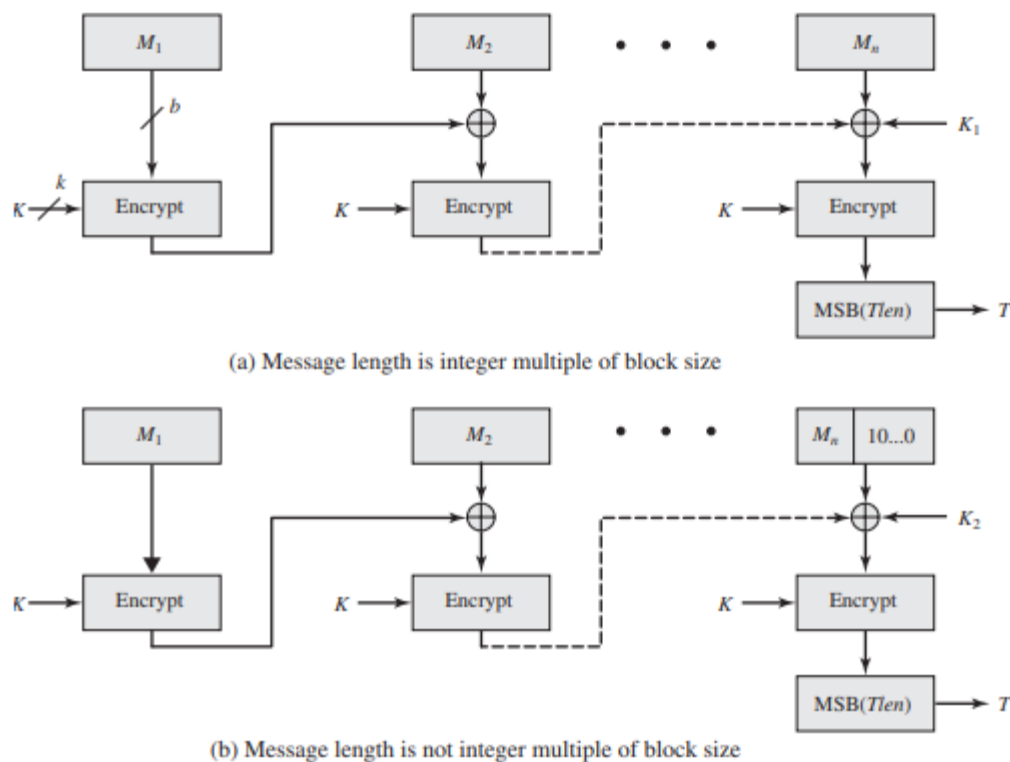 M1 M2 • • • Mn
b
K1
k
K Encrypt K Encrypt K Encrypt
MSB(Tlen) T
(a) Message length is integer multiple of block size
M1 M2 • • • Mn 10...0
K2
K Encrypt K Encrypt K Encrypt
MSB(Tlen) T
(b) Message length is not integer multiple of block size